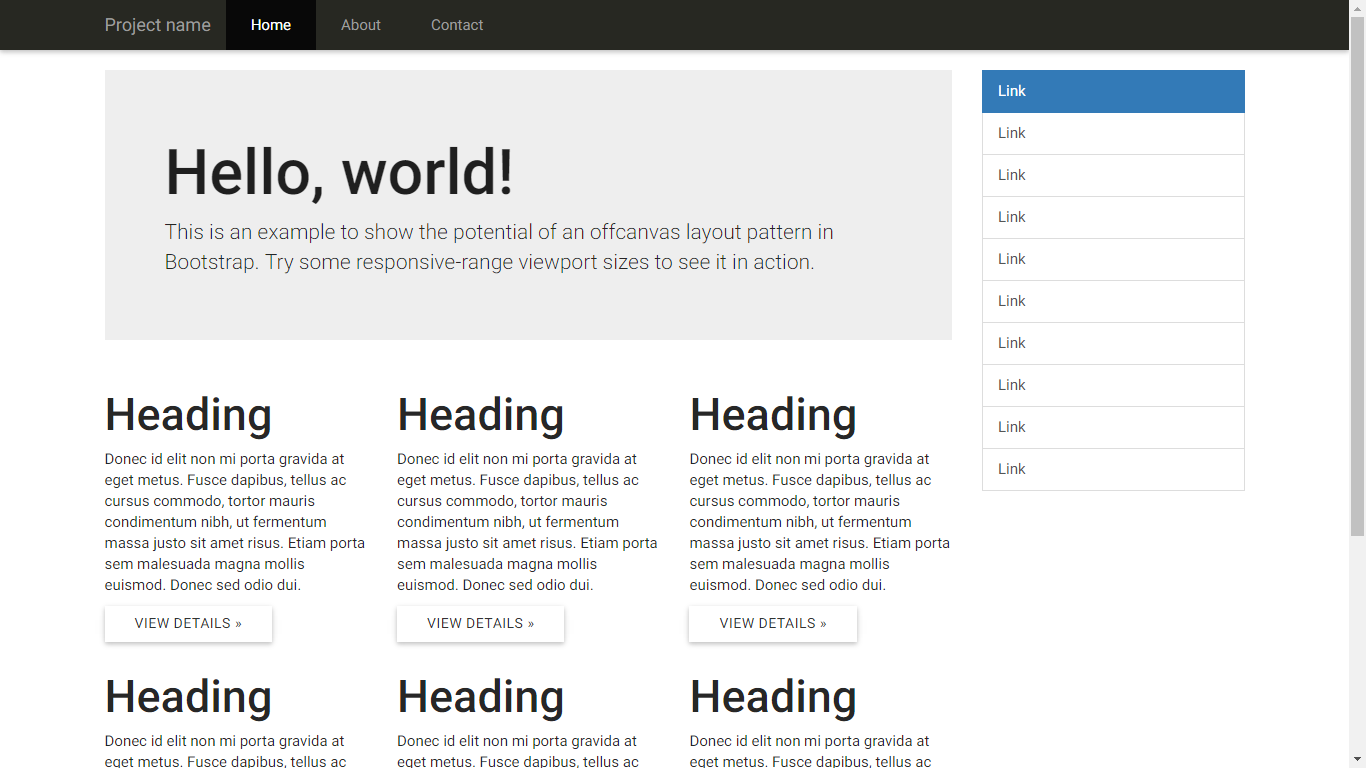 Project name
Home
About
Contact
Hello, world!
This is an example to show the potential of an offcanvas layout pattern in
Bootstrap. Try some responsive-range viewport sizes to see it in action.
Heading
Donec id elit non mi porta gravida at
eget metus. Fusce dapibus, tellus ac
cursus commodo, tortor mauris
condimentum nibh, ut fermentum
massa justo sit amet risus. Etiam porta
sem malesuada magna mollis
euismod. Donec sed odio dui.
VIEW DETAILS »
Heading
Donec id elit non mi porta gravida at
eget metus. Fusce dapibus, tellus ac
cursus commodo, tortor mauris
condimentum nibh, ut fermentum
massa justo sit amet risus. Etiam porta
sem malesuada magna mollis
euismod. Donec sed odio dui.
VIEW DETAILS »
Heading
Donec id elit non mi porta gravida at
eget metus. Fusce dapibus, tellus ac
cursus commodo, tortor mauris
condimentum nibh, ut fermentum
massa justo sit amet risus. Etiam porta
sem malesuada magna mollis
euismod. Donec sed odio dui.
VIEW DETAILS »
Heading
Donec id elit non mi porta gravida at
eget metus. Fusce dapibus, tellus ac
Heading
Donec id elit non mi porta gravida at
eget metus. Fusce dapibus, tellus ac
Heading
Donec id elit non mi porta gravida at
eget metus. Fusce dapibus, tellus ac
Link
Link
Link
Link
Link
Link
Link
Link
Link
Link